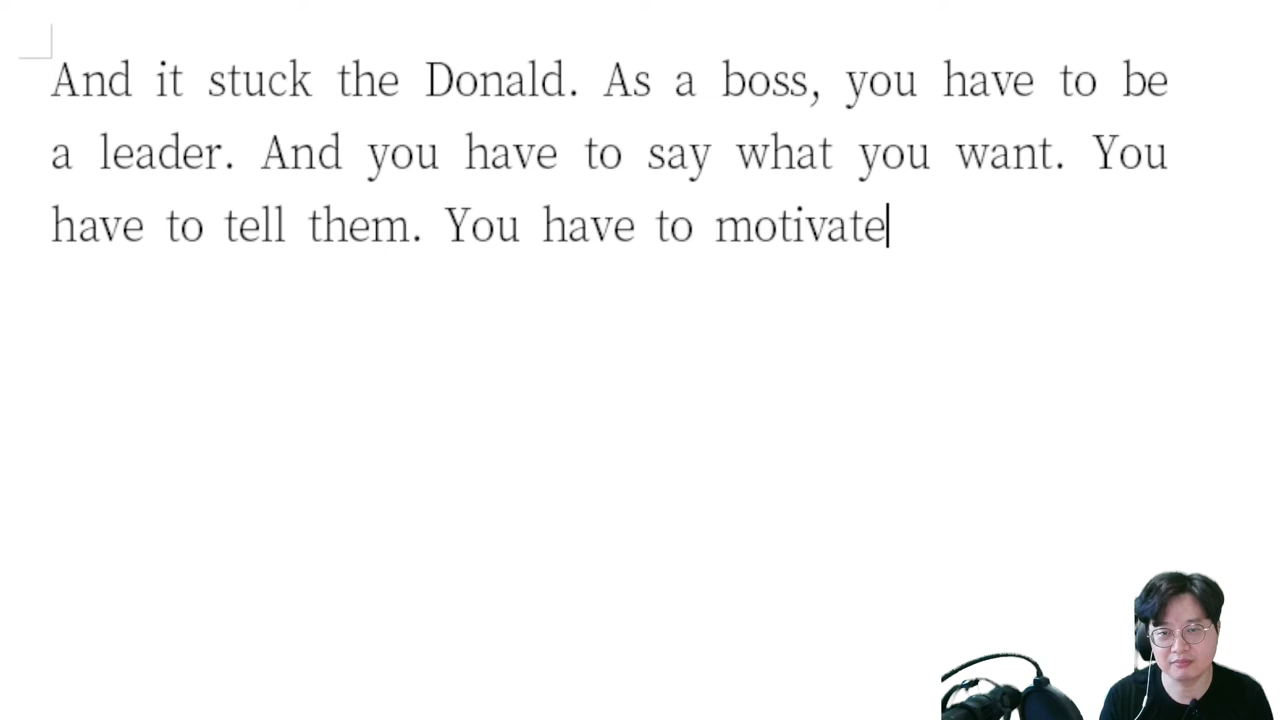 And it stuck the Donald. As a boss, you have to be
a leader. And you have to say what you want. You
have to tell them. You have to motivate